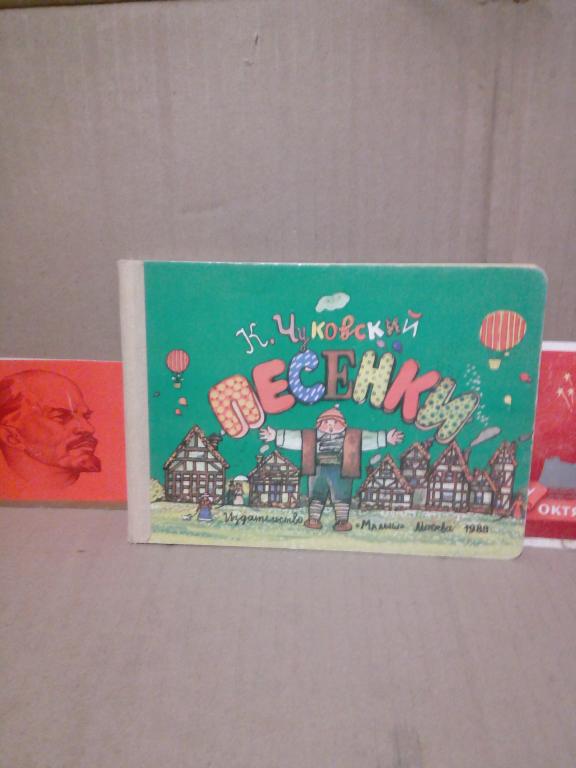 К. Чуковский
ПЕСЕНКИ
Издательство «Малыш» Москва 1988
ОКТЯ